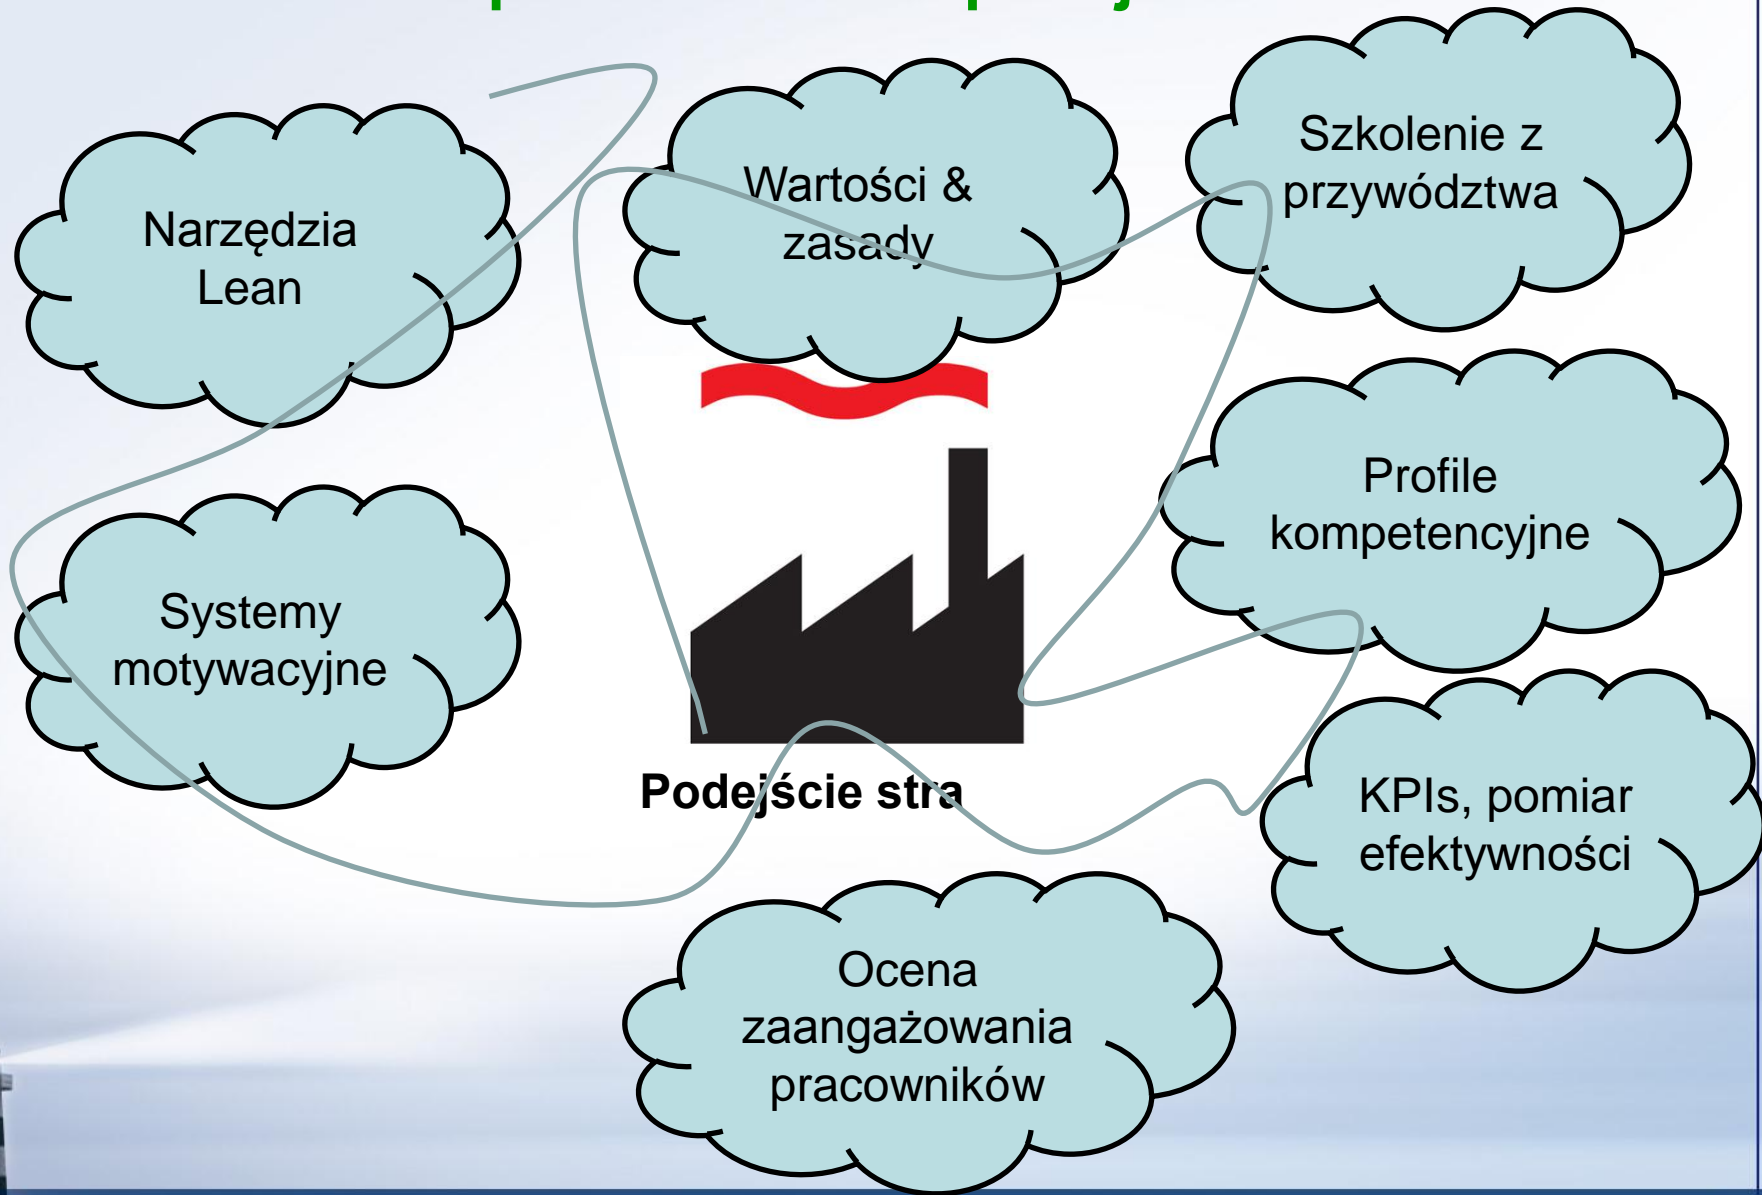 Narzędzia
Lean
Wartości &
zasady
Szkolenie z
przywództwa
Profile
kompetencyjne
Systemy
motywacyjne
Podejście stra
KPIs, pomiar
efektywności
Ocena
zaangażowania
pracowników